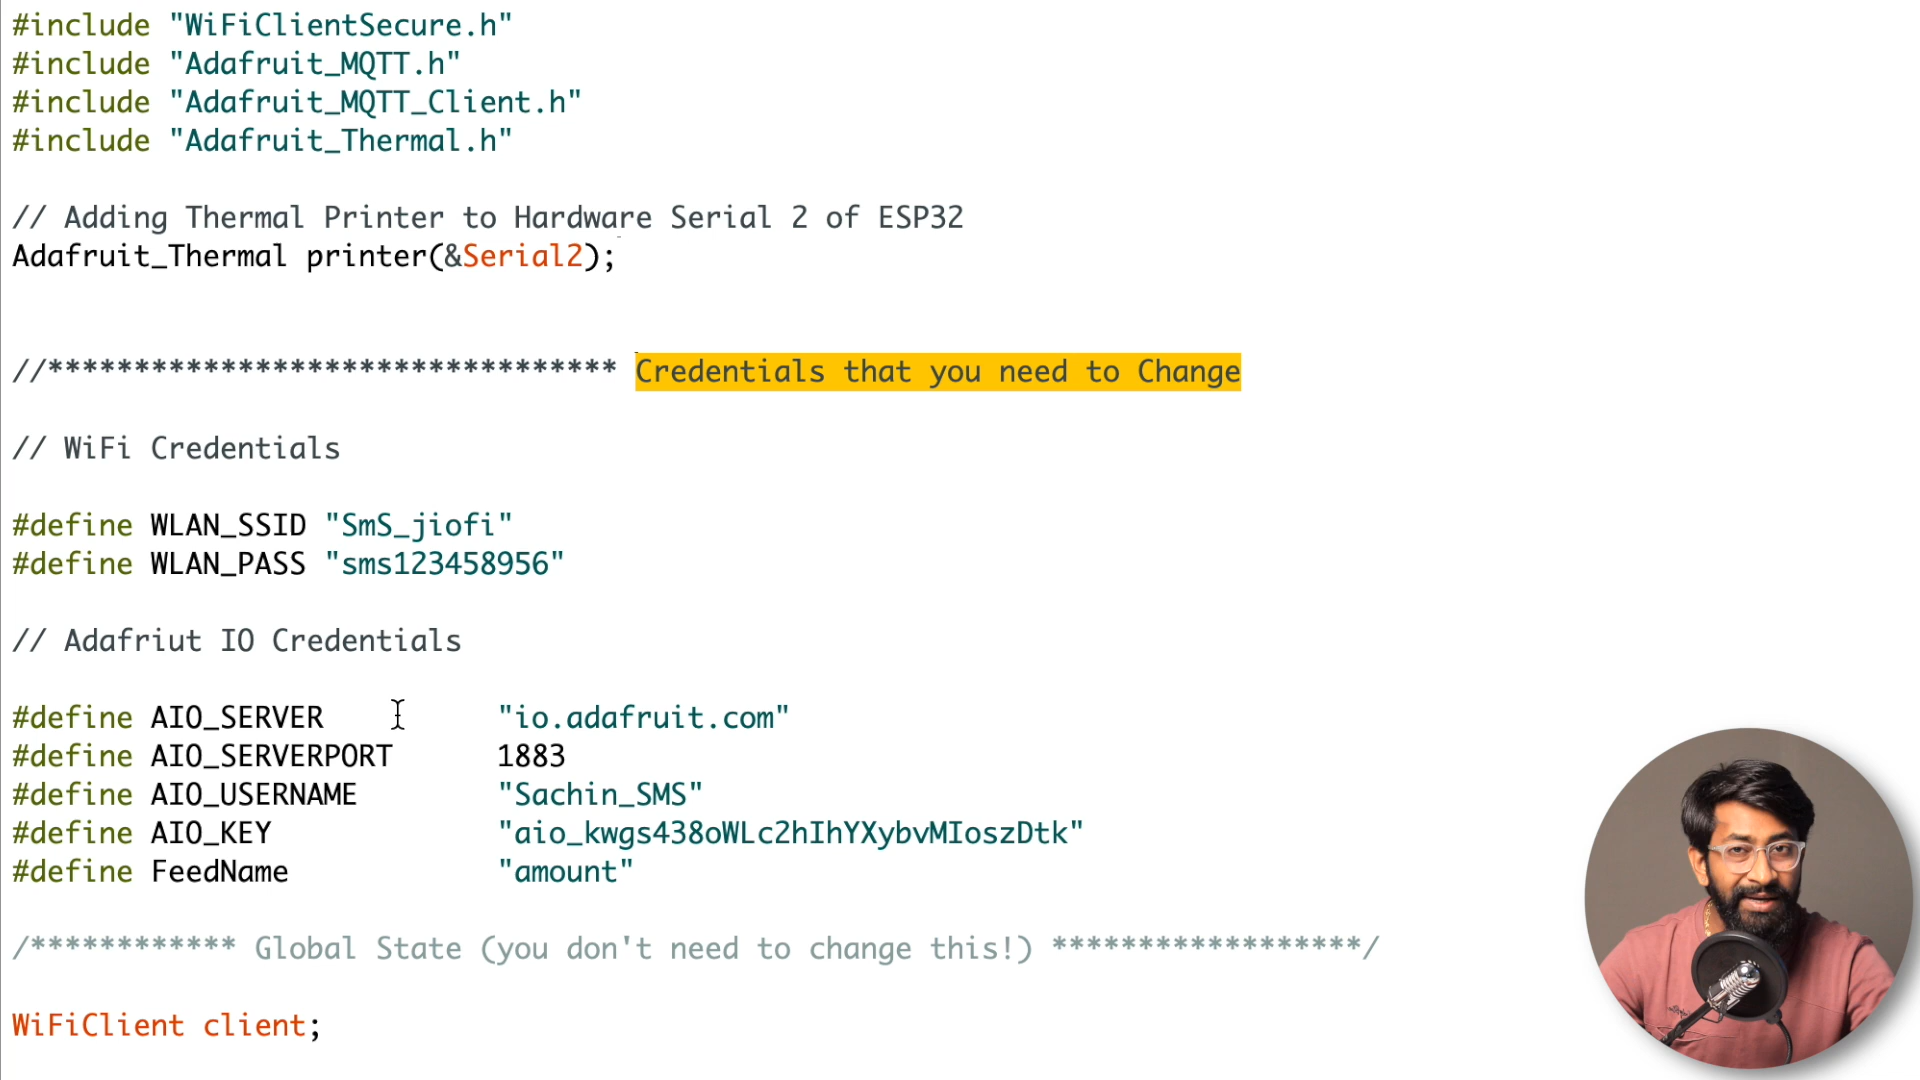 #include "WiFiClientSecure.h"
#include "Adafruit_MQTT.h"
#include "Adafruit_MQTT_Client.h"
#include "Adafruit_Thermal.h"
// Adding Thermal Printer to Hardware Serial 2 of ESP32
Adafruit_Thermal printer(&Serial2);
//********************************* Credentials that you need to Change
// WiFi Credentials
#define WLAN_SSID "SmS_jiofi"
#define WLAN_PASS "sms123458956"
// Adafriut IO Credentials
#define AIO_SERVER "io.adafruit.com"
#define AIO_SERVERPORT 1883
#define AIO_USERNAME "Sachin_SMS"
#define AIO_KEY "aio_kwgs438oWLc2hIhYXybvMIoszDtk"
#define FeedName "amount"
/************ Global State (you don't need to change this!) ******************/
WiFiClient client;